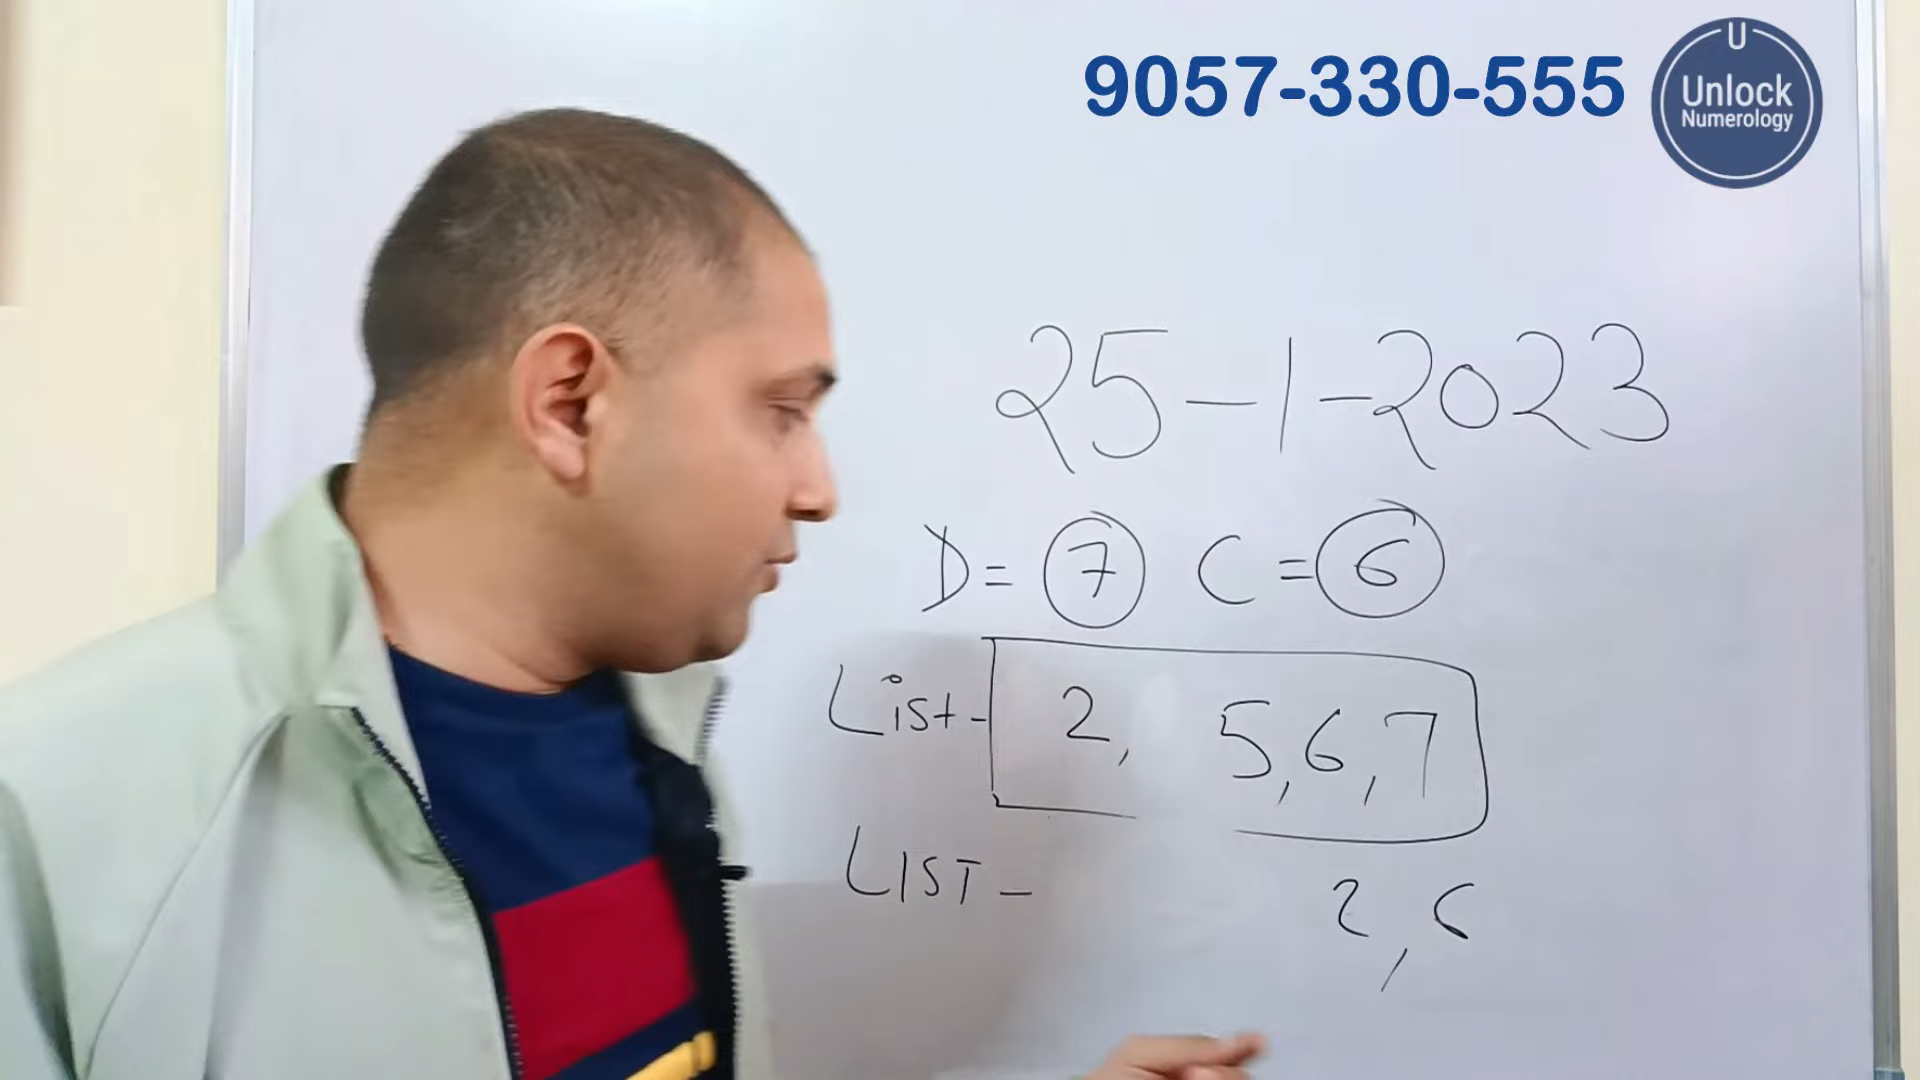 9057-330-555
U
Unlock
Numerology
25-1-2023
D= 7 C = 6
List- 2, 5,6,7
LIST- 2, 6